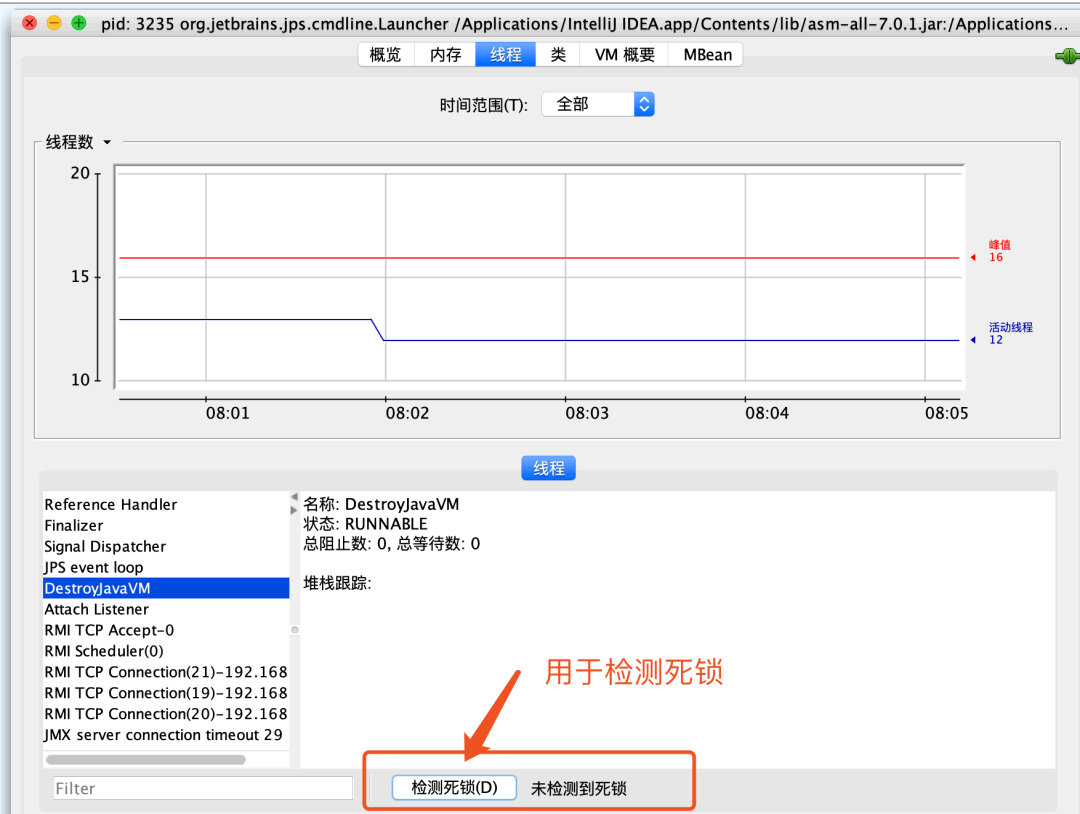 pid: 3235 org.jetbrains.jps.cmdline.Launcher /Applications/IntelliJ IDEA.app/Contents/lib/asm-all-7.0.1.jar:/Applications...
概览 内存 线程 类 VM 概要 MBean
时间范围(T): 全部
线程数
20
15
10
峰值
16
活动线程
12
08:01 08:02 08:03 08:04 08:05
线程
Reference Handler
Finalizer
Signal Dispatcher
JPS event loop
DestroyJavaVM
Attach Listener
RMI TCP Accept-0
RMI Scheduler(0)
RMI TCP Connection(21)-192.168
RMI TCP Connection(19)-192.168
RMI TCP Connection(20)-192.168
JMX server connection timeout 29
名称: DestroyJavaVM
状态: RUNNABLE
总阻止数: 0, 总等待数: 0
堆栈跟踪:
用于检测死锁
Filter
检测死锁(D) 未检测到死锁